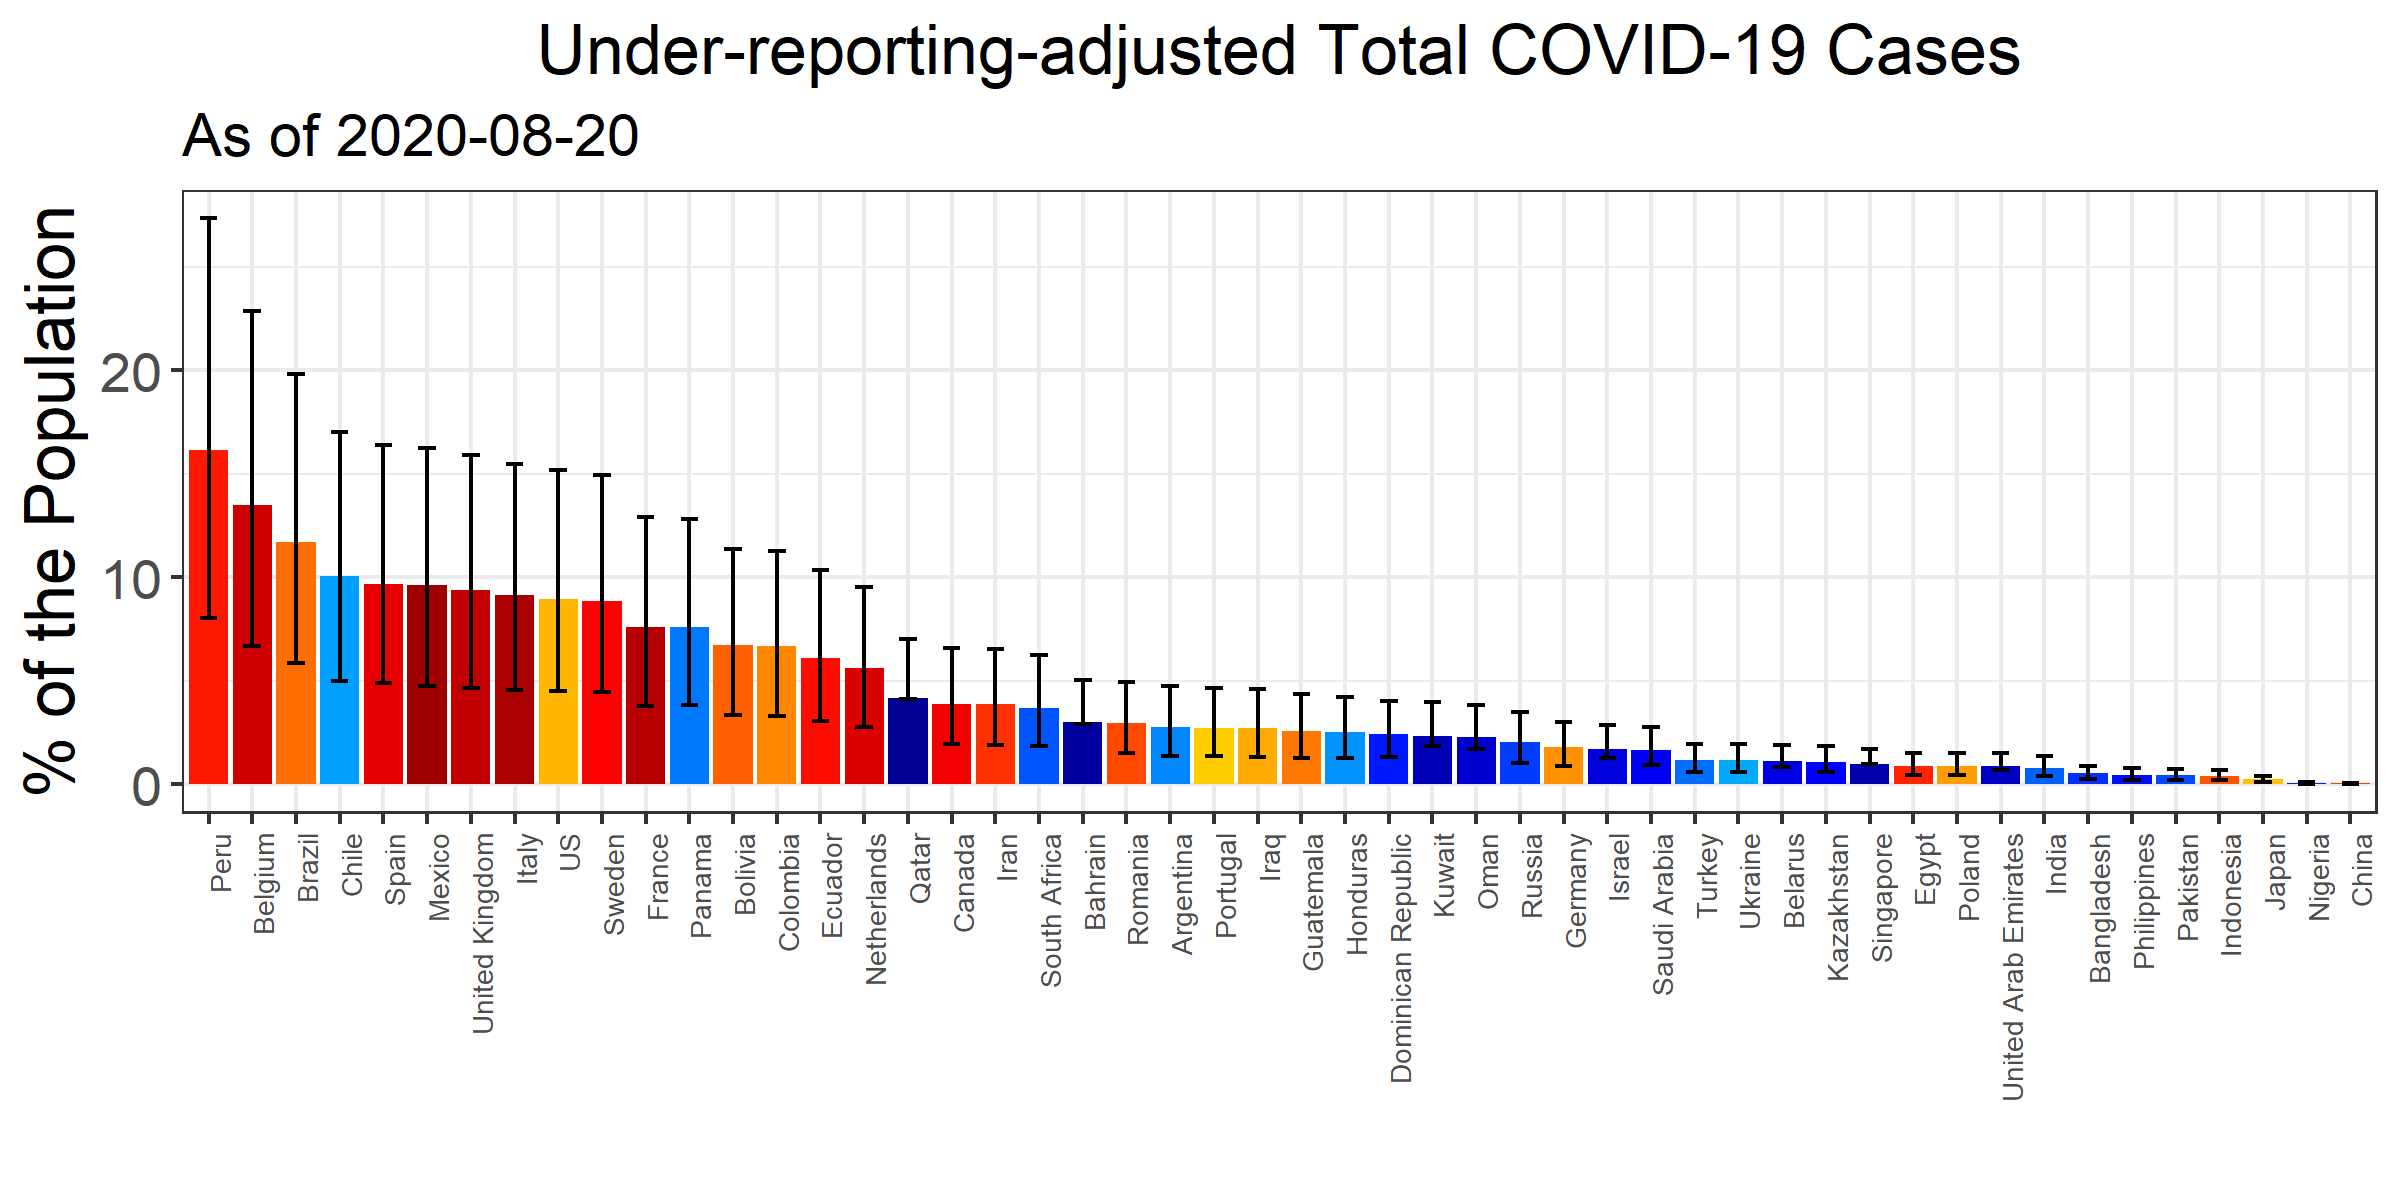 Under-reporting-adjusted Total COVID-19 Cases
As of 2020-08-20
% of the Population
20
10
0
Peru
Belgium
Brazil
Chile
Spain
Mexico
United Kingdom
Italy
US
Sweden
France
Panama
Bolivia
Colombia
Ecuador
Netherlands
Qatar
Canada
Iran
South Africa
Bahrain
Romania
Argentina
Portugal
Iraq
Guatemala
Honduras
Dominican Republic
Kuwait
Oman
Russia
Germany
Israel
Saudi Arabia
Turkey
Ukraine
Belarus
Kazakhstan
Singapore
Egypt
Poland
United Arab Emirates
India
Bangladesh
Philippines
Pakistan
Indonesia
Japan
Nigeria
China